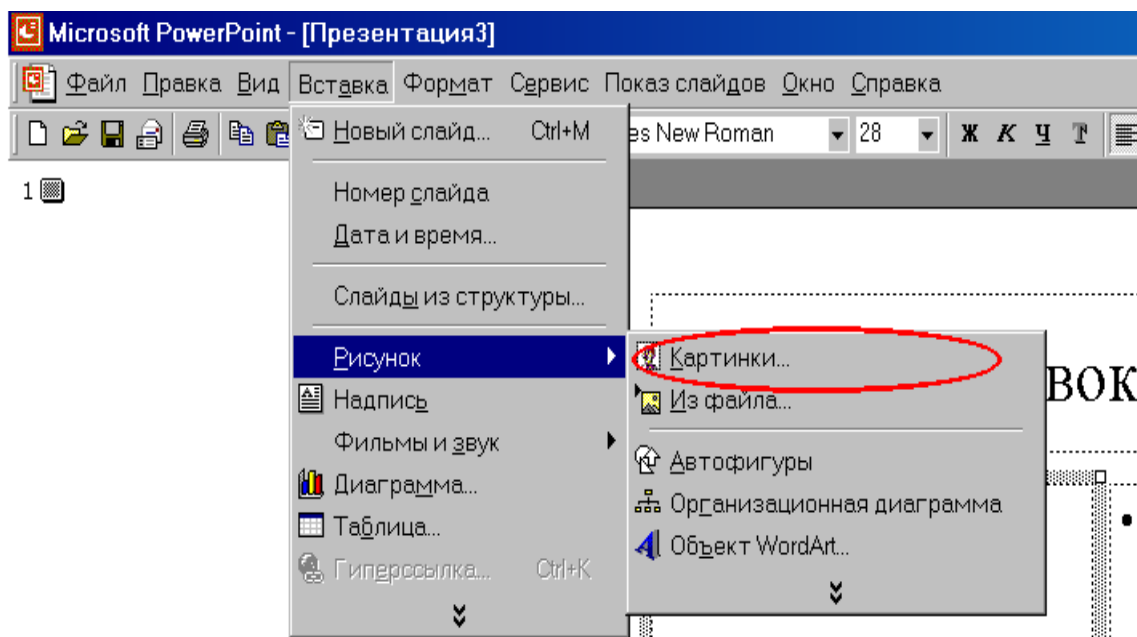 Microsoft PowerPoint - [Презентация3]
Файл Правка Вид Вставка Формат Сервис Показ слайдов Окно Справка
Новый слайд... Ctrl+M
es New Roman 28 Ж К Ч
1
Номер слайда
Дата и время...
Слайды из структуры...
Рисунок
Картинки...
ВОК
Надпись
Из файла...
Фильмы и звук
Автофигуры
Диаграмма...
Организационная диаграмма
Таблица...
Объект WordArt...
Гиперссылка... Ctrl+K